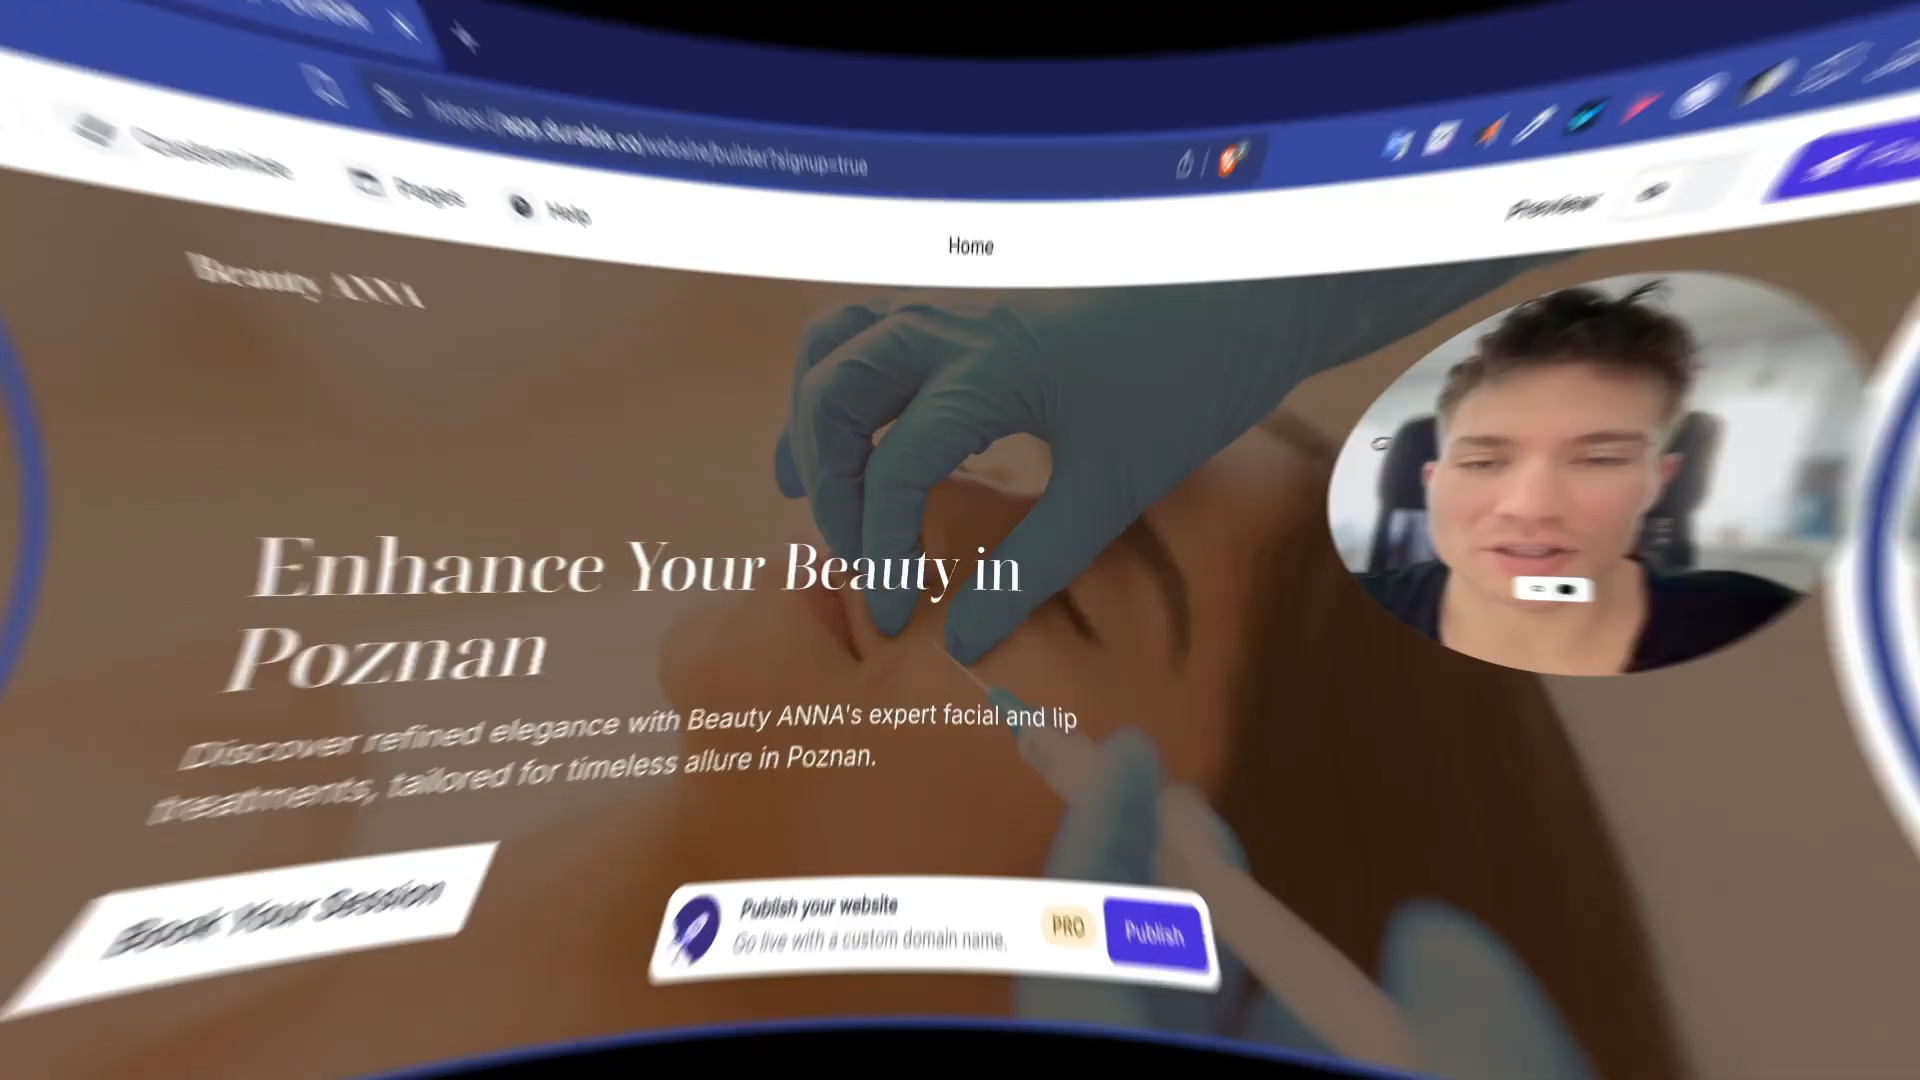 https://app.durable.co/website/builder?signup=true
Customize
Pages
Help
Home
Preview
Beauty ANNA
Enhance Your Beauty in
Poznan
Discover refined elegance with Beauty ANNA's expert facial and lip
treatments, tailored for timeless allure in Poznan.
Book Your Session
Publish your website
Go live with a custom domain name.
PRO
Publish